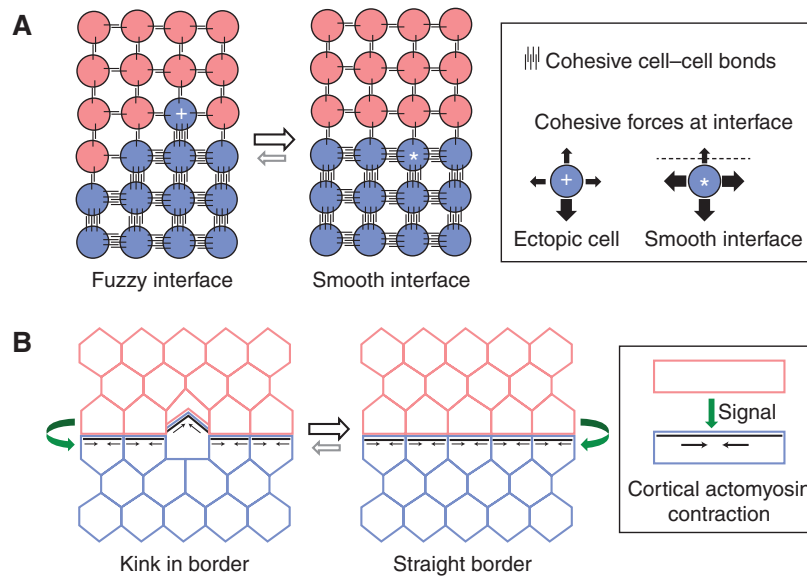 A
+
*
Fuzzy interface
Smooth interface
Cohesive cell–cell bonds
Cohesive forces at interface
+
*
Ectopic cell
Smooth interface
B
Kink in border
Straight border
Signal
Cortical actomyosin
contraction